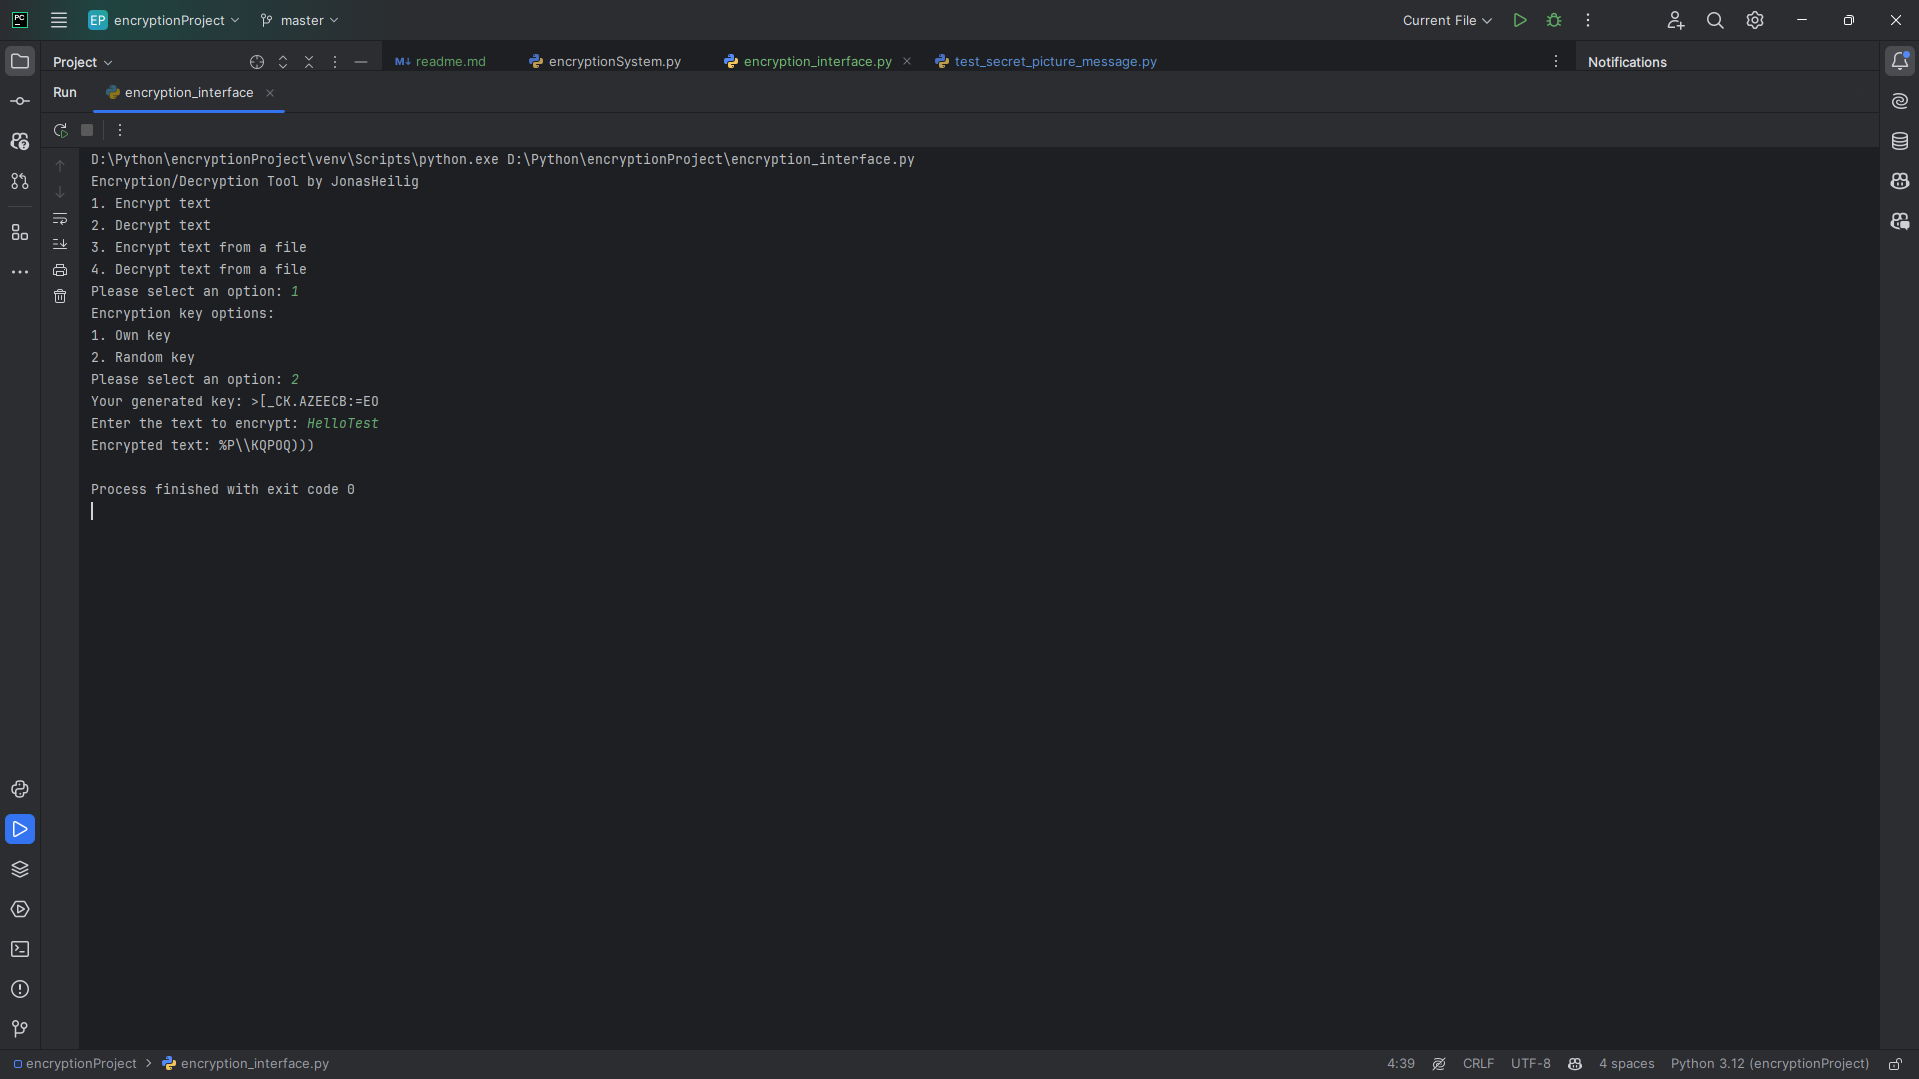 PC
EP encryptionProject master Current File
Project
M↓ readme.md encryptionSystem.py encryption_interface.py test_secret_picture_message.py
Notifications
Run encryption_interface
D:\Python\encryptionProject\venv\Scripts\python.exe D:\Python\encryptionProject\encryption_interface.py
Encryption/Decryption Tool by JonasHeilig
1. Encrypt text
2. Decrypt text
3. Encrypt text from a file
4. Decrypt text from a file
Please select an option: 1
Encryption key options:
1. Own key
2. Random key
Please select an option: 2
Your generated key: >[_CK.AZEECB:=EO
Enter the text to encrypt: HelloTest
Encrypted text: %P\\KQPOQ)))
Process finished with exit code 0
encryptionProject > encryption_interface.py 4:39 CRLF UTF-8 4 spaces Python 3.12 (encryptionProject)